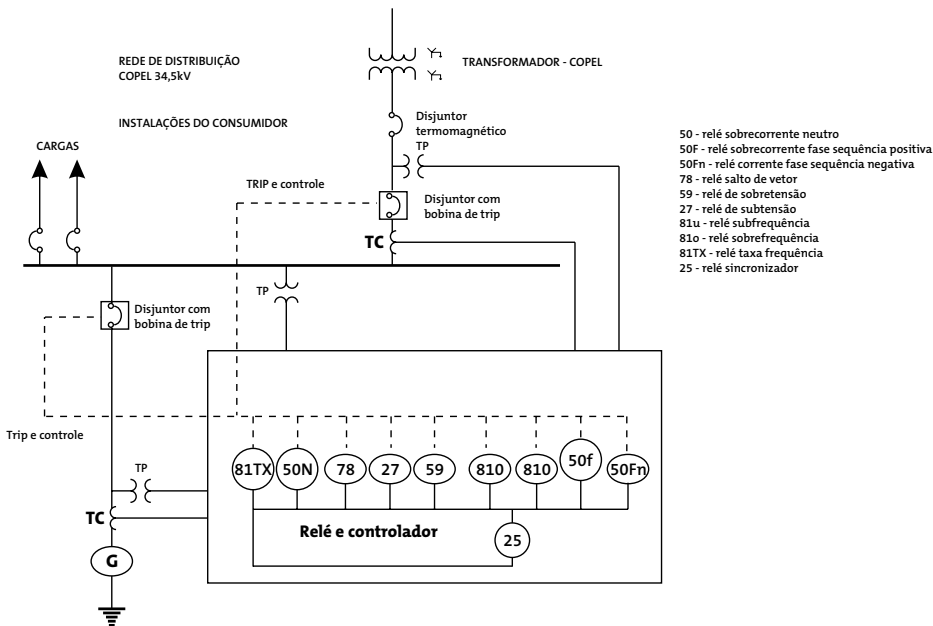 REDE DE DISTRIBUIÇÃO
COPEL 34,5kV
TRANSFORMADOR - COPEL
INSTALAÇÕES DO CONSUMIDOR
Disjuntor
termomagnético
TP
CARGAS
TRIP e controle
Disjuntor com
bobina de trip
TC
50 - relé sobrecorrente neutro
50F - relé sobrecorrente fase sequência positiva
50Fn - relé corrente fase sequência negativa
78 - relé salto de vetor
59 - relé de sobretensão
27 - relé de subtensão
81u - relé subfrequência
81o - relé sobrefrequência
81TX - relé taxa frequência
25 - relé sincronizador
TP
Disjuntor com
bobina de trip
Trip e controle
81TX 50N 78 27 59 810 810 50f 50Fn
TP
TC
Relé e controlador
25
G